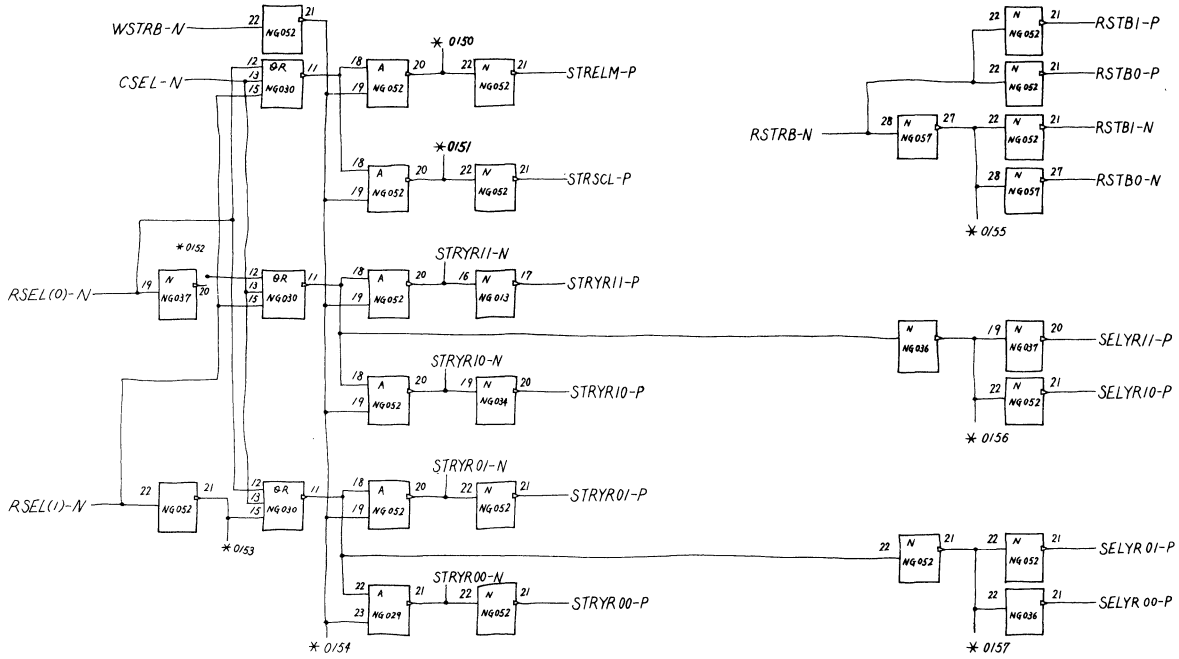 WSTRB-N 22 NG052 21
22 N NG052 21 RSTB1-P
* 0150
CSEL-N 12 13 15 OR NG030 11 18 19 A NG052 20 22 N NG052 21 STRELM-P
22 N NG052 21 RSTB0-P
RSTRB-N 28 N NG057 27 22 N NG052 21 RSTB1-N
* 0151
18 19 A NG052 20 22 N NG052 21 STRSCL-P
28 N NG057 27 RSTB0-N
* 0155
* 0152
STRYR11-N
RSEL(0)-N 19 N NG037 20 12 13 15 OR NG030 11 18 19 A NG052 20 16 N NG013 17 STRYR11-P
N NG036 19 N NG037 20 SELYR11-P
STRYR10-N
18 19 A NG052 20 19 N NG034 20 STRYR10-P
22 N NG052 21 SELYR10-P
* 0156
STRYR01-N
RSEL(1)-N 22 N NG052 21 12 13 15 OR NG030 11 18 19 A NG052 20 22 N NG052 21 STRYR01-P
* 0153
22 N NG052 21 22 N NG052 21 SELYR01-P
STRYR00-N
22 23 A NG029 21 22 N NG052 21 STRYR00-P
22 N NG036 21 SELYR00-P
* 0154
* 0157